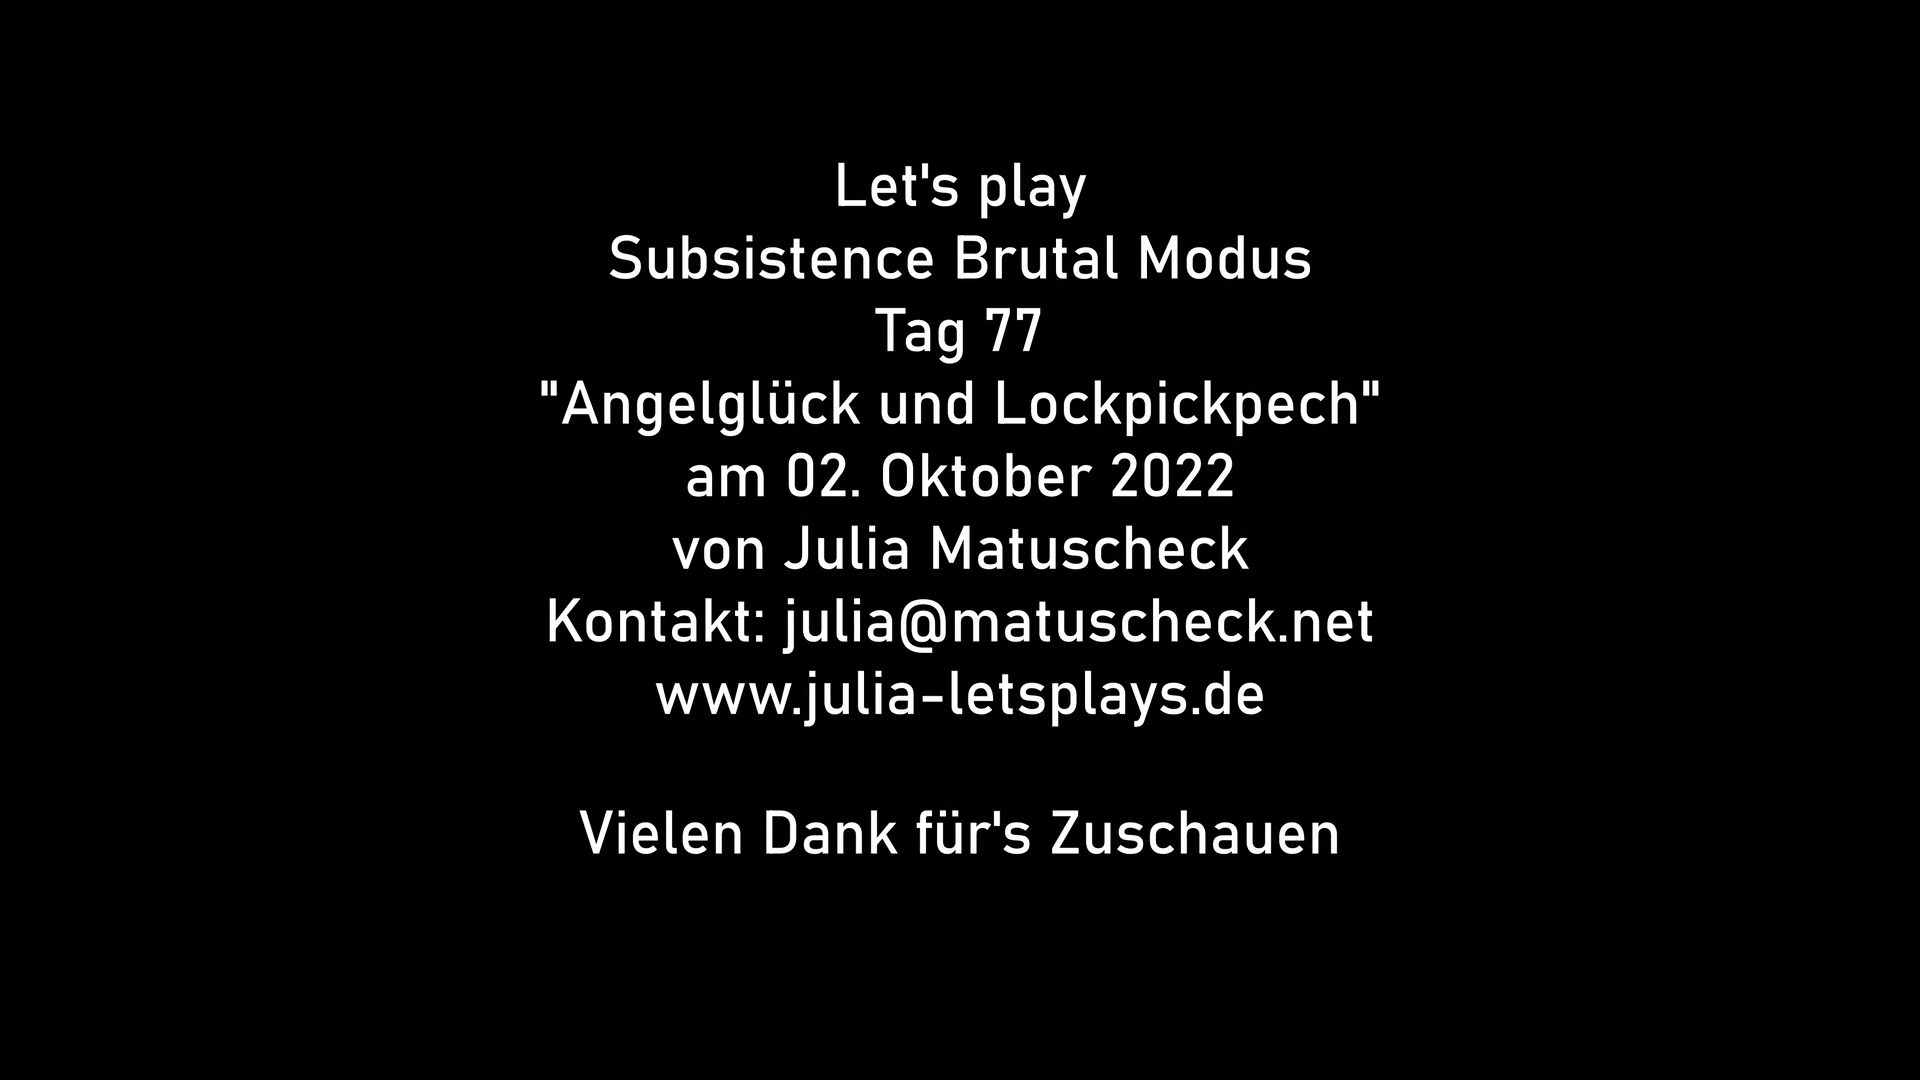 Let's play
Subsistence Brutal Modus
Tag 77
"Angelglück und Lockpickpech"
am 02. Oktober 2022
von Julia Matuscheck
Kontakt: julia@matuscheck.net
www.julia-letsplays.de
Vielen Dank für's Zuschauen